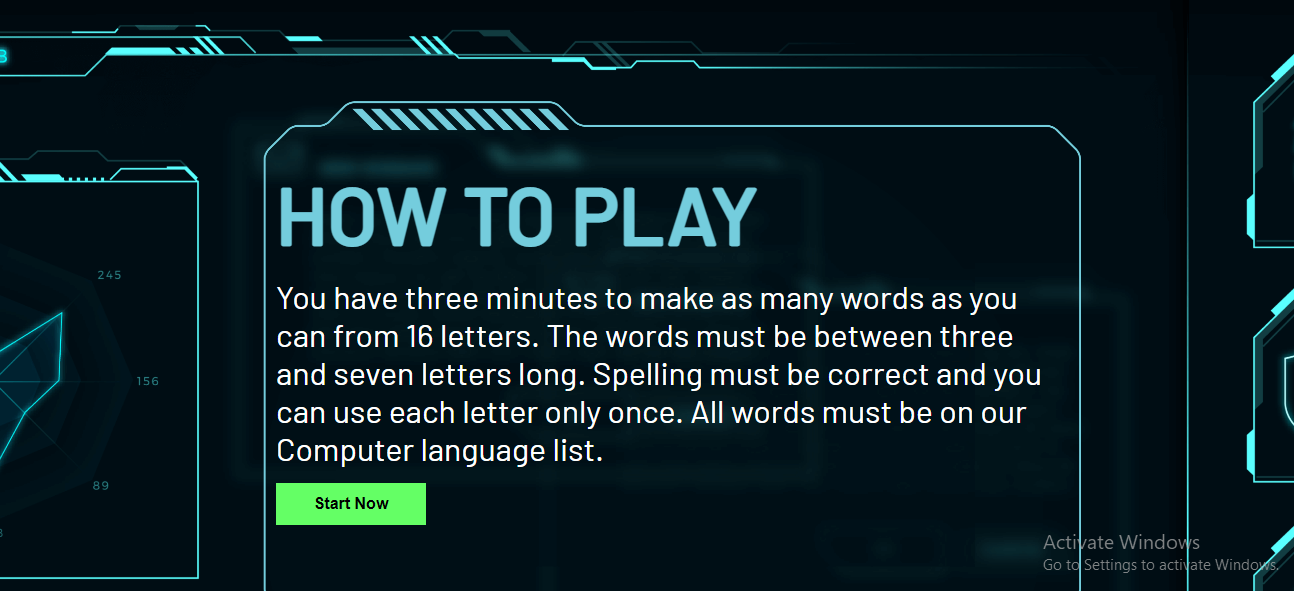 HOW TO PLAY
245
You have three minutes to make as many words as you
can from 16 letters. The words must be between three
156
and seven letters long. Spelling must be correct and you
can use each letter only once. All words must be on our
Computer language list.
89
Start Now
Activate Windows
Go to Settings to activate Windows.